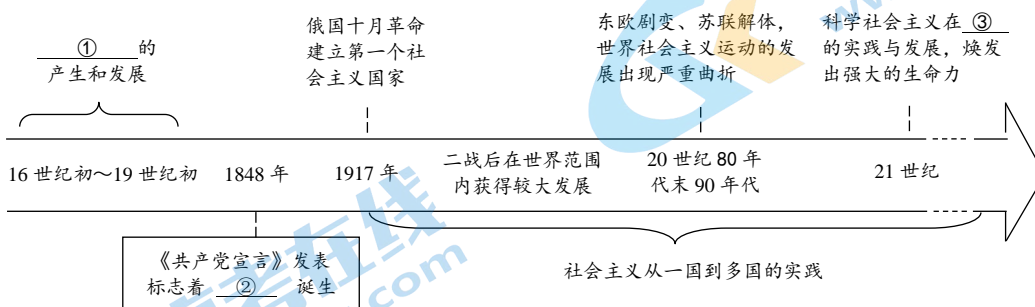 ① 的
产生和发展
俄国十月革命
建立第一个社
会主义国家
东欧剧变、苏联解体，
世界社会主义运动的发
展出现严重曲折
科学社会主义在 ③
的实践与发展，焕发
出强大的生命力
16 世纪初～19 世纪初
1848 年
1917 年
二战后在世界范围
内获得较大发展
20 世纪 80 年
代末 90 年代
21 世纪
《共产党宣言》发表
标志着 ② 诞生
社会主义从一国到多国的实践
考在线
.com